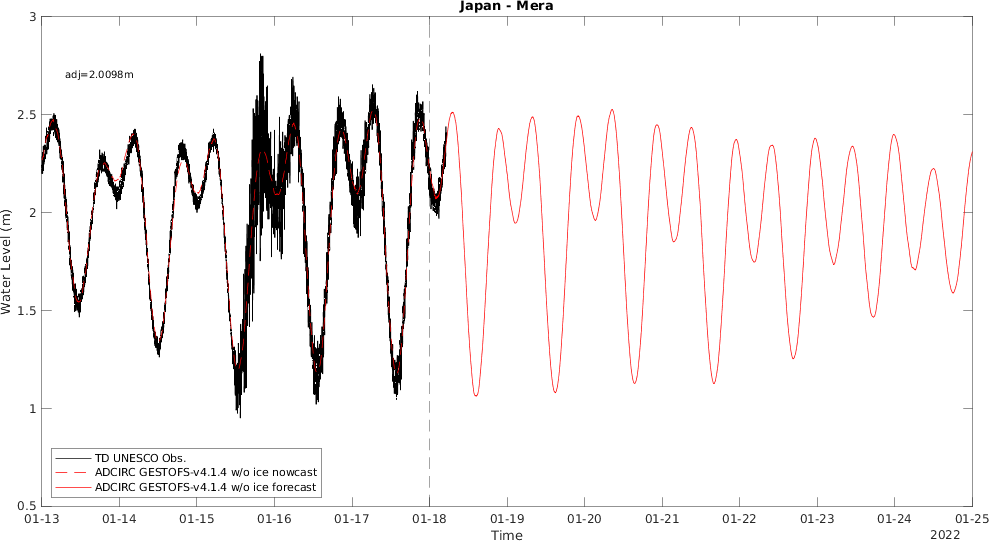 Japan - Mera
3
adj=2.0098m
2.5
2
Water Level (m)
1.5
1
TD UNESCO Obs.
ADCIRC GESTOFS-v4.1.4 w/o ice nowcast
ADCIRC GESTOFS-v4.1.4 w/o ice forecast
0.5
01-13 01-14 01-15 01-16 01-17 01-18 01-19 01-20 01-21 01-22 01-23 01-24 01-25
Time
2022